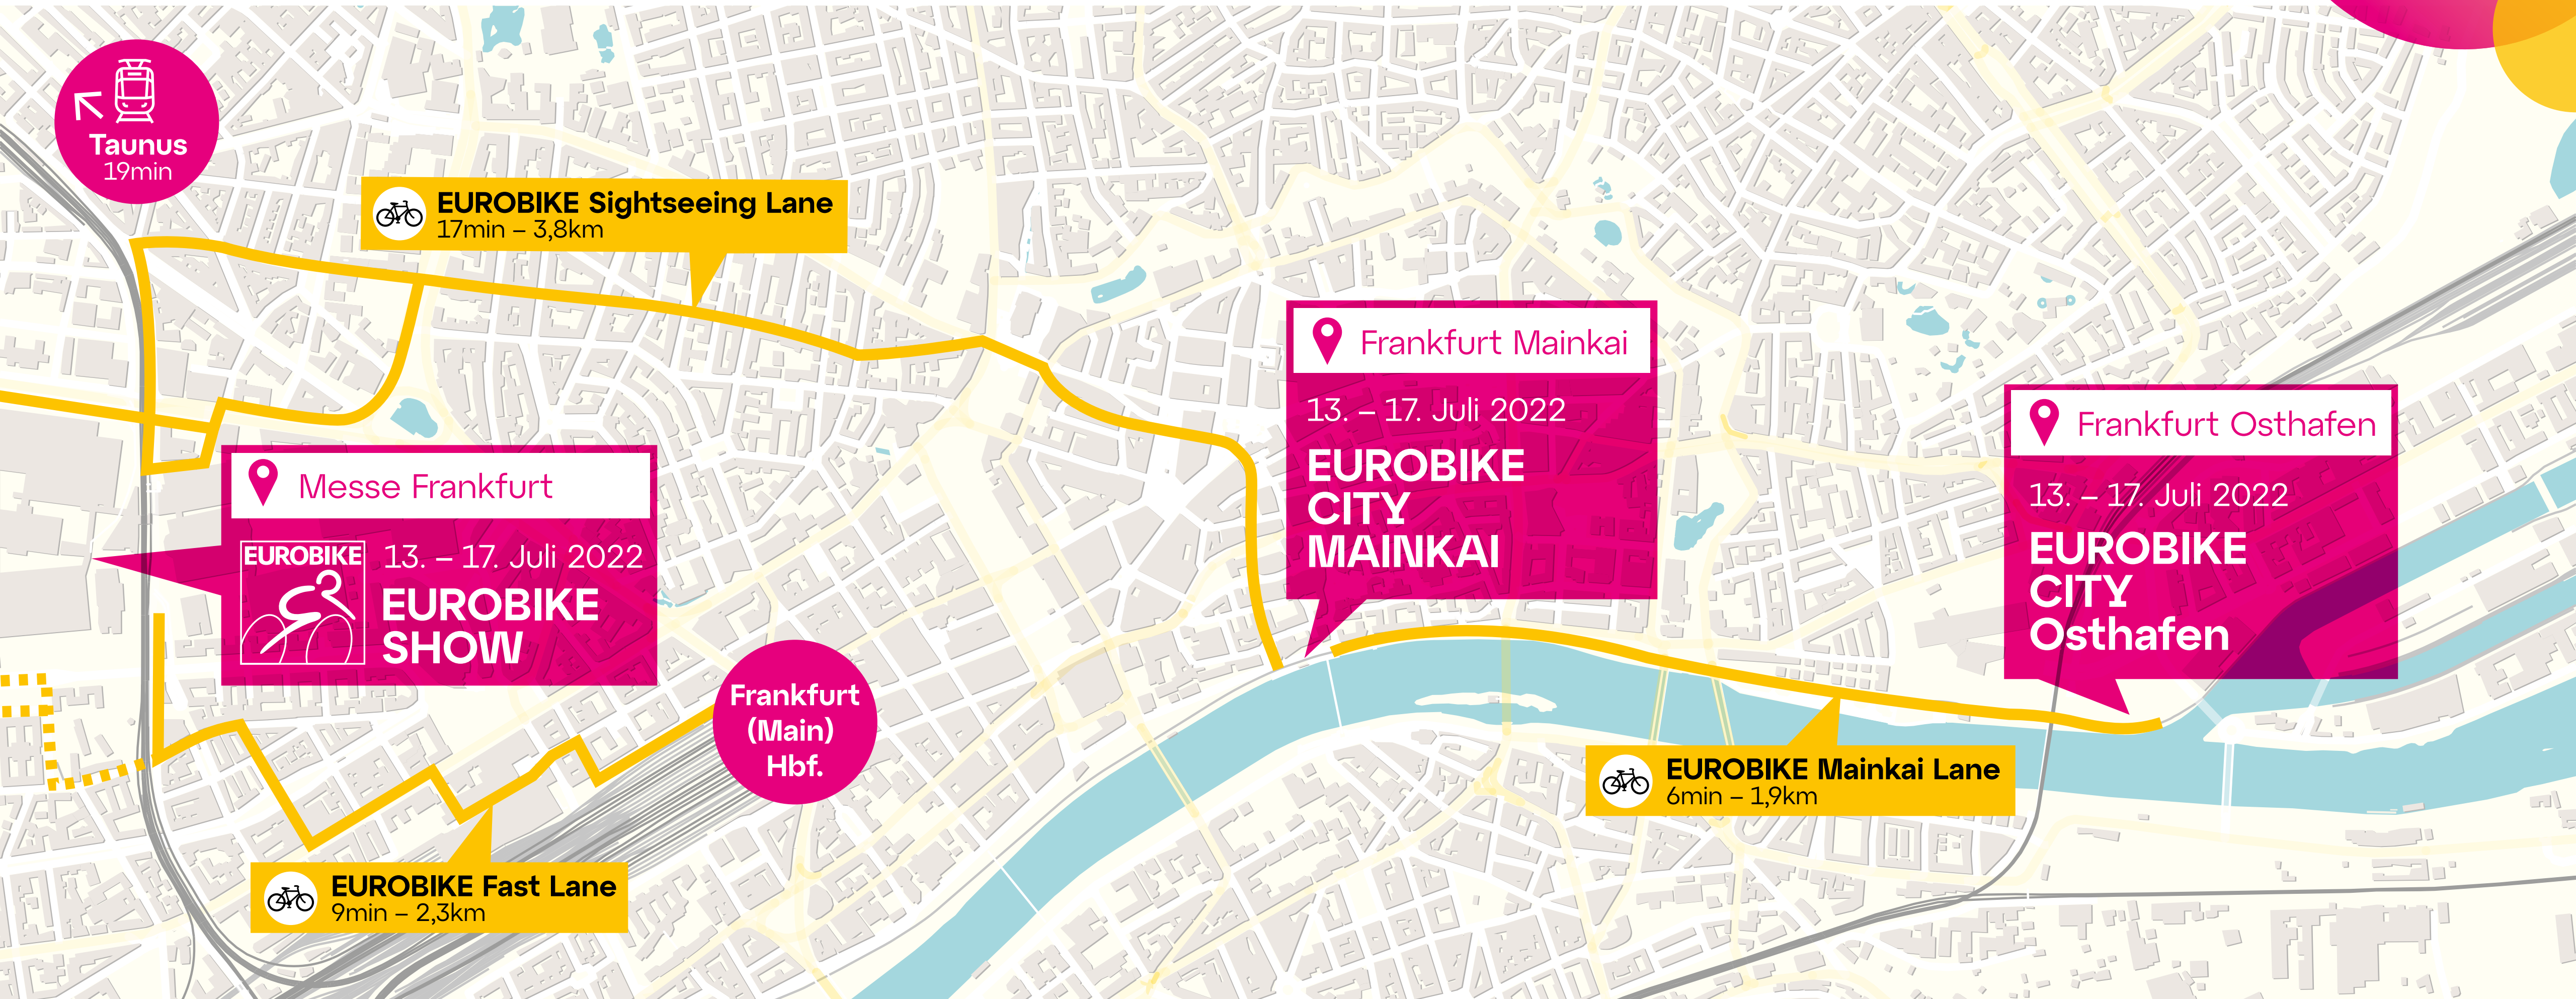 Taunus
19min
EUROBIKE Sightseeing Lane
17min – 3,8km
Frankfurt Mainkai
13. – 17. Juli 2022
EUROBIKE
CITY
MAINKAI
Frankfurt Osthafen
13. – 17. Juli 2022
EUROBIKE
CITY
Osthafen
Messe Frankfurt
EUROBIKE
13. – 17. Juli 2022
EUROBIKE
SHOW
Frankfurt
(Main)
Hbf.
EUROBIKE Mainkai Lane
6min – 1,9km
EUROBIKE Fast Lane
9min – 2,3km